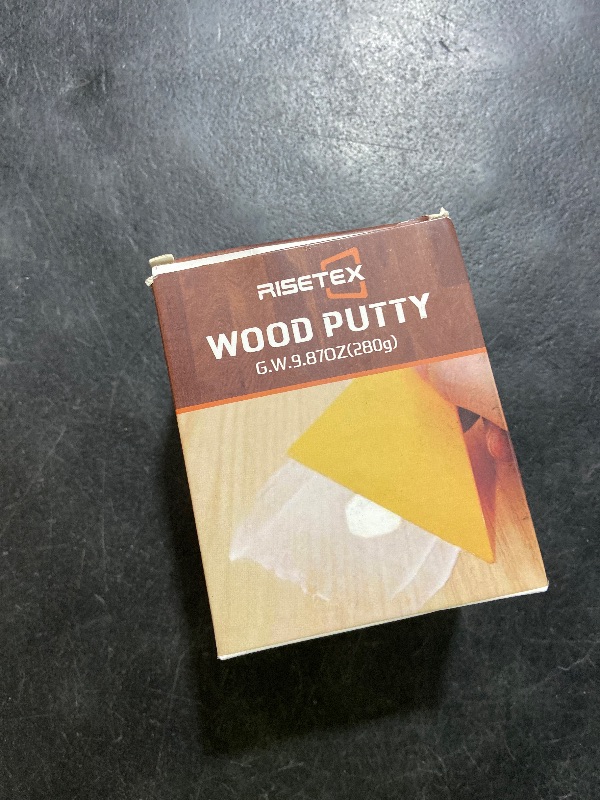 RISETEX
WOOD PUTTY
G.W.9.87OZ(280g)